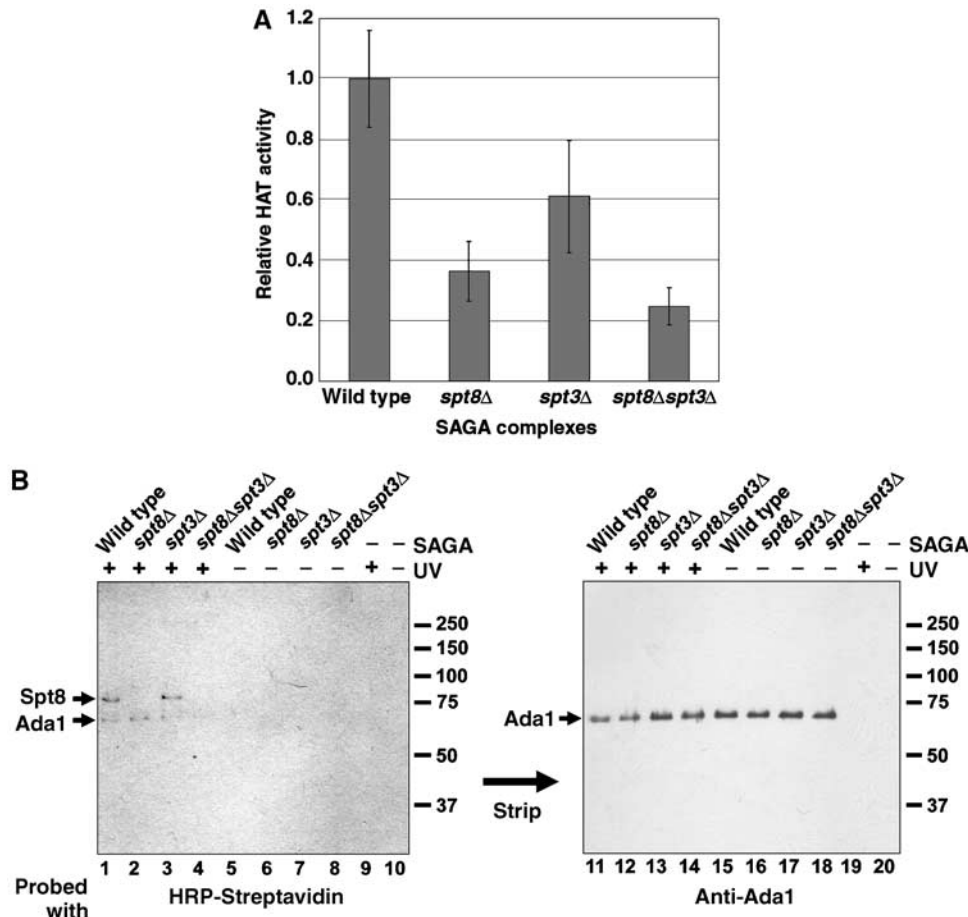 A
Relative HAT activity
1.2
1.0
0.8
0.6
0.4
0.2
0.0
Wild type spt8Δ spt3Δ spt8Δspt3Δ
SAGA complexes
B
Wild type spt8Δ spt3Δ spt8Δspt3Δ Wild type spt8Δ spt3Δ spt8Δspt3Δ
– – SAGA
+ + + + – – – – + – UV
250
150
100
75
50
37
Spt8
Ada1
1 2 3 4 5 6 7 8 9 10
Probed with
HRP-Streptavidin
Strip
Wild type spt8Δ spt3Δ spt8Δspt3Δ Wild type spt8Δ spt3Δ spt8Δspt3Δ
– – SAGA
+ + + + – – – – + – UV
250
150
100
75
50
37
Ada1
11 12 13 14 15 16 17 18 19 20
Anti-Ada1